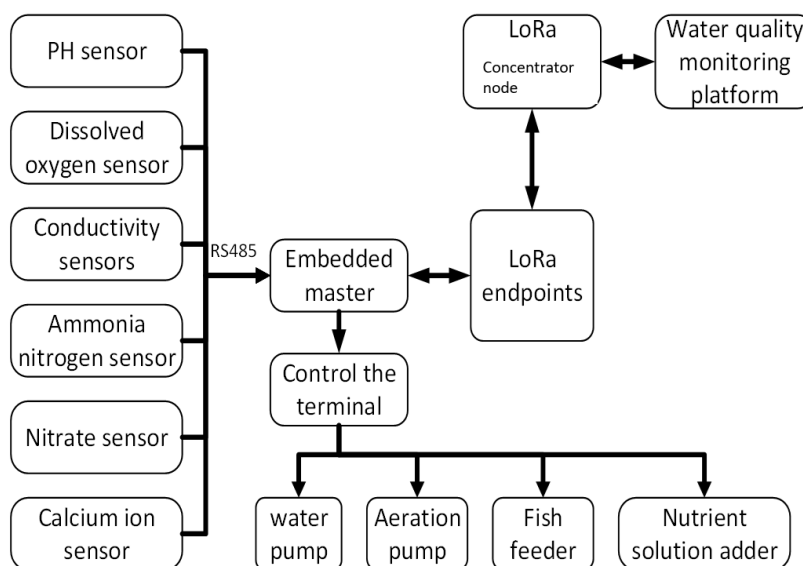 PH sensor
Dissolved
oxygen sensor
Conductivity
sensors
Ammonia
nitrogen sensor
Nitrate sensor
Calcium ion
sensor
RS485
Embedded
master
Control the
terminal
LoRa
Concentrator
node
Water quality
monitoring
platform
LoRa
endpoints
water
pump
Aeration
pump
Fish
feeder
Nutrient
solution adder